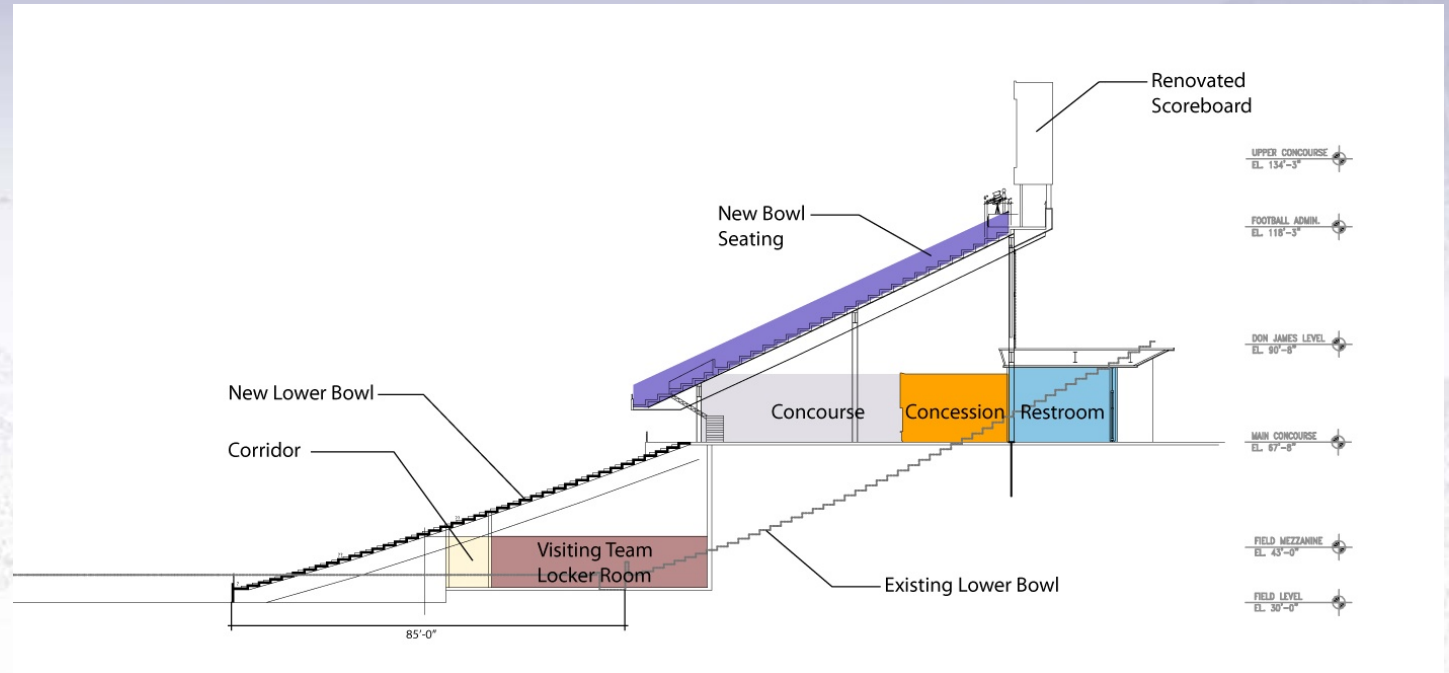 Renovated
Scoreboard
UPPER CONCOURSE
EL. 134'-3"
New Bowl
Seating
FOOTBALL ADMIN.
EL. 118'-3"
DON JAMES LEVEL
EL. 90'-8"
New Lower Bowl
Concourse
Concession
Restroom
Corridor
MAIN CONCOURSE
EL. 67'-8"
Visiting Team
Locker Room
FIELD MEZZANINE
EL. 43'-0"
Existing Lower Bowl
FIELD LEVEL
EL. 30'-0"
85'-0"